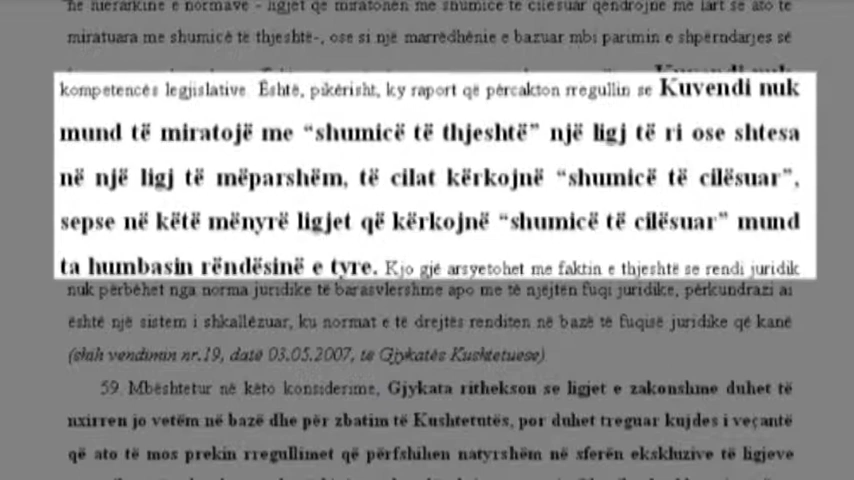 në hierarkinë e normave - ligjet që miratohen me shumicë të cilësuar qëndrojnë më lart se ato të
miratuara me shumicë të thjeshtë-, ose si një marrëdhënie e bazuar mbi parimin e shpërndarjes së
Kuvendi nuk
kompetencës legjislative. Është, pikërisht, ky raport që përcakton rregullin se Kuvendi nuk
mund të miratojë me “shumicë të thjeshtë” një ligj të ri ose shtesa
në një ligj të mëparshëm, të cilat kërkojnë “shumicë të cilësuar”,
sepse në këtë mënyrë ligjet që kërkojnë “shumicë të cilësuar” mund
ta humbasin rëndësinë e tyre. Kjo gjë arsyetohet me faktin e thjeshtë se rendi juridik
nuk përbëhet nga norma juridike të barasvlershme apo me të njëjtën fuqi juridike, përkundrazi ai
është një sistem i shkallëzuar, ku normat e të drejtës renditen në bazë të fuqisë juridike që kanë
(shih vendimin nr.19, datë 03.05.2007, të Gjykatës Kushtetuese)
59. Mbështetur në këto konsiderime, Gjykata rithekson se ligjet e zakonshme duhet të
nxirren jo vetëm në bazë dhe për zbatim të Kushtetutës, por duhet treguar kujdes i veçantë
që ato të mos prekin rregullimet që përfshihen natyrshëm në sferën ekskluzive të ligjeve